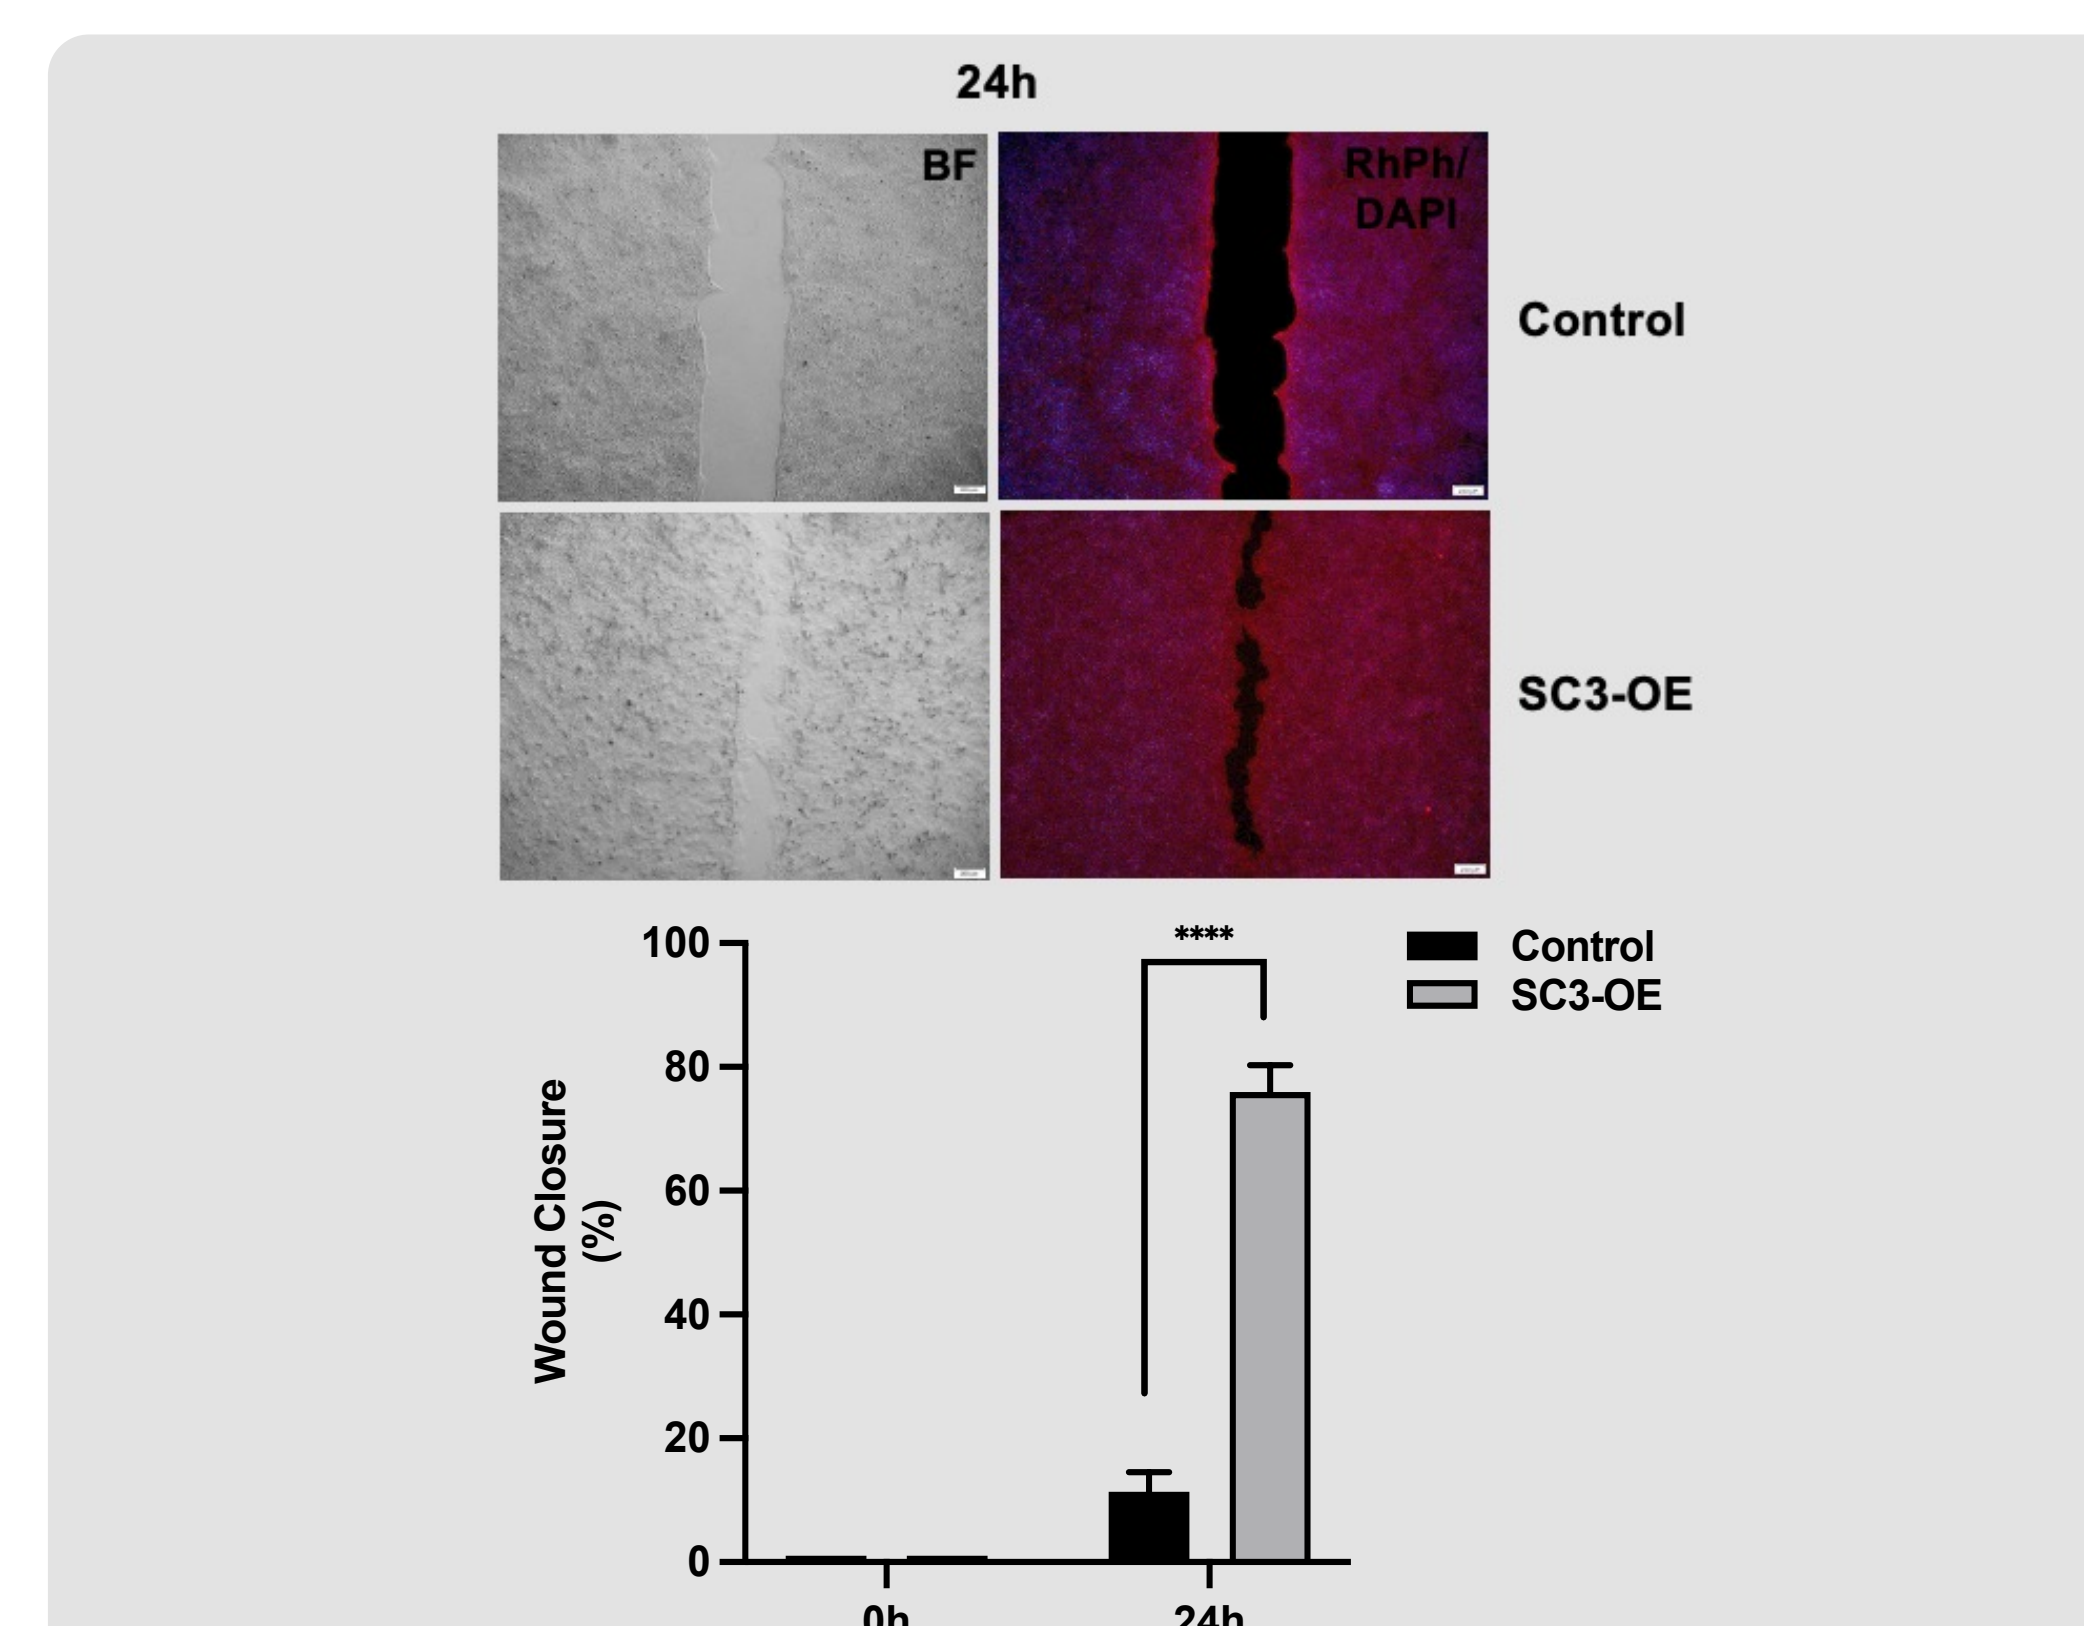 24h
BF
RhPh/
DAPI
Control
SC3-OE
****
Control
SC3-OE
100
80
60
40
20
0
Wound Closure
(%)
0h
24h